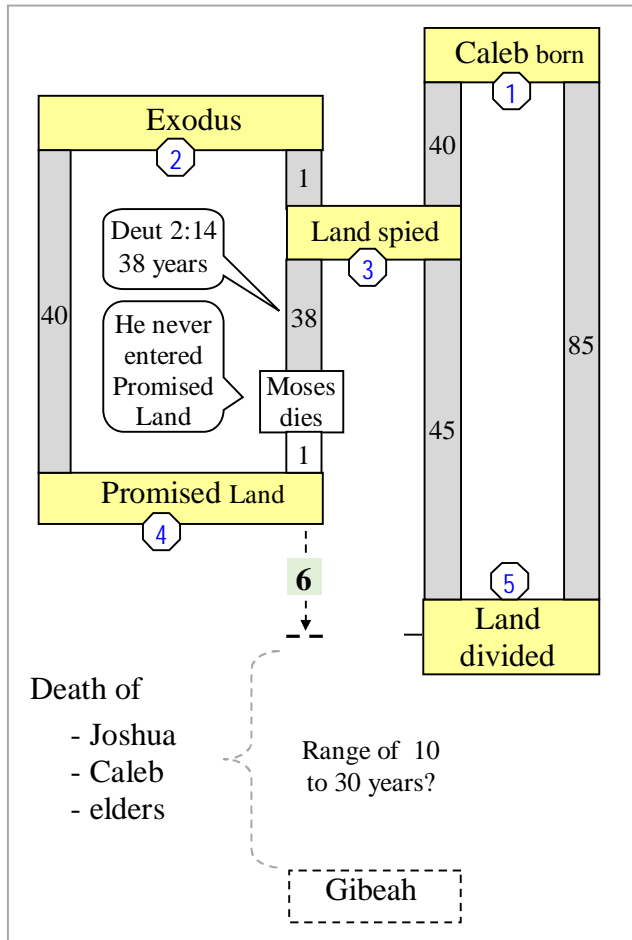 Caleb born
1
Exodus
2
40
1
Deut 2:14
38 years
Land spied
3
40
38
85
He never
entered
Promised
Land
Moses
dies
45
1
Promised Land
4
6
5
Land
divided
Death of
- Joshua
- Caleb
- elders
Range of 10
to 30 years?
Gibeah